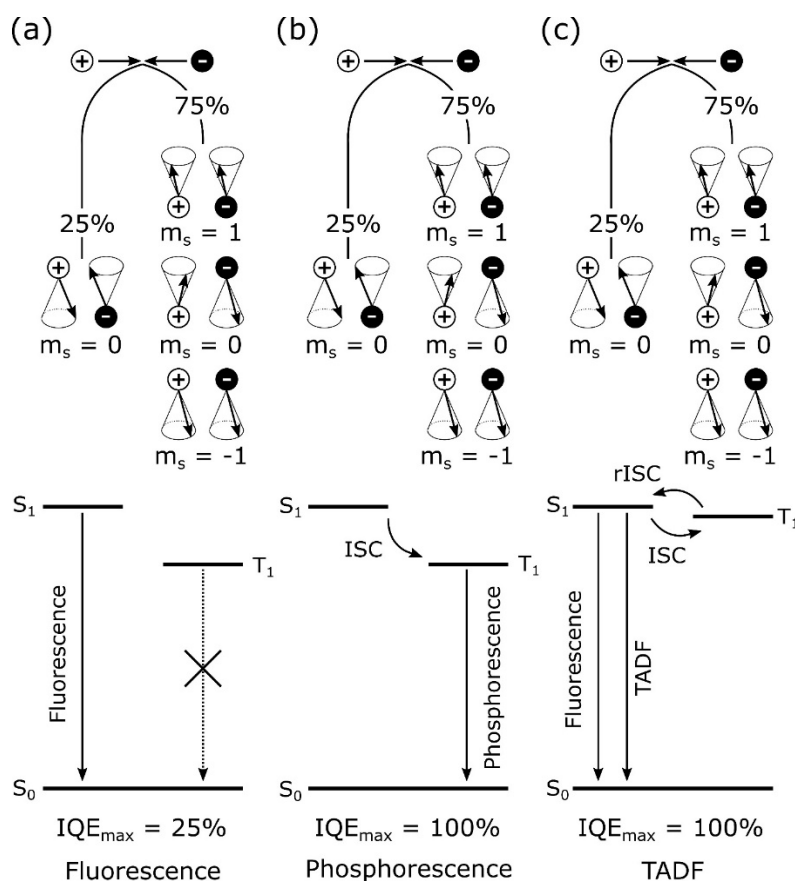 (a)
+
-
75%
25%
+
-
m_s = 1
+
-
m_s = 0
+
-
m_s = 0
+
-
m_s = -1
S_1
T_1
Fluorescence
S_0
IQE_max = 25%
Fluorescence
(b)
+
-
75%
25%
+
-
m_s = 1
+
-
m_s = 0
+
-
m_s = 0
+
-
m_s = -1
S_1
ISC
T_1
Phosphorescence
S_0
IQE_max = 100%
Phosphorescence
(c)
+
-
75%
25%
+
-
m_s = 1
+
-
m_s = 0
+
-
m_s = 0
+
-
m_s = -1
rISC
S_1
T_1
ISC
Fluorescence
TADF
S_0
IQE_max = 100%
TADF